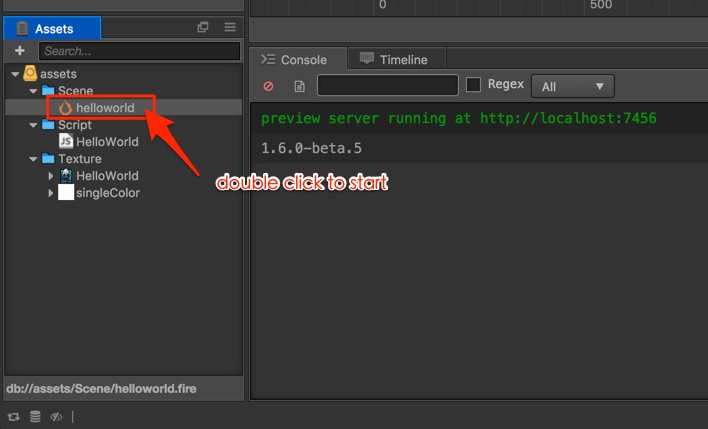 0
500
Assets
Search...
assets
Scene
helloworld
Script
JS HelloWorld
Texture
HelloWorld
singleColor
db://assets/Scene/helloworld.fire
Console
Timeline
Regex
All
preview server running at http://localhost:7456
1.6.0-beta.5
double click to start